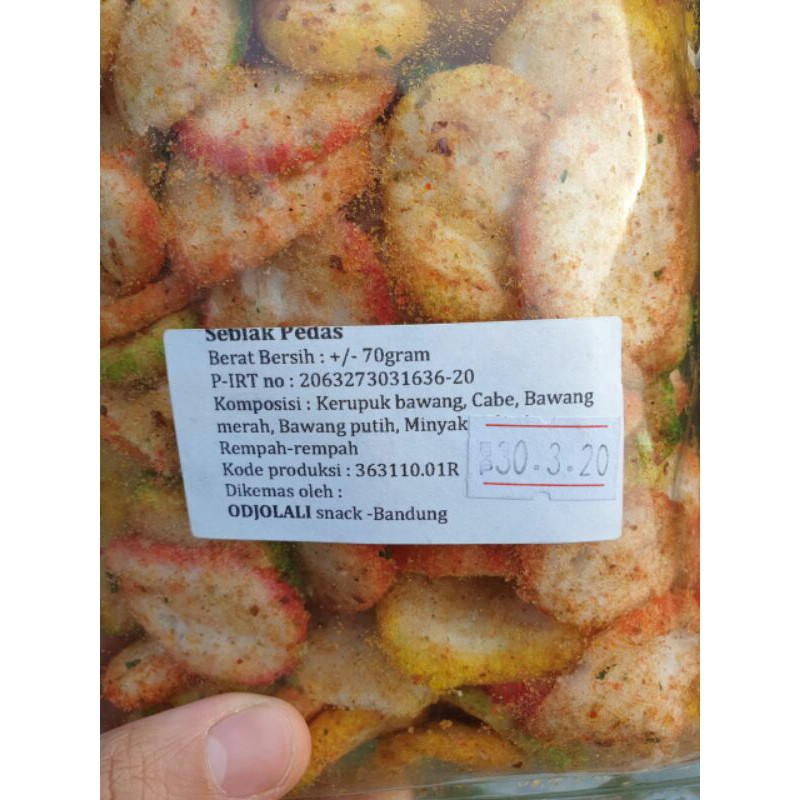 Seblak Pedas
Berat Bersih : +/- 70gram
P-IRT no : 2063273031636-20
Komposisi : Kerupuk bawang, Cabe, Bawang
merah, Bawang putih, Minyak
Rempah-rempah
Kode produksi : 363110.01R
30.3.20
Dikemas oleh :
ODJOLALI snack -Bandung